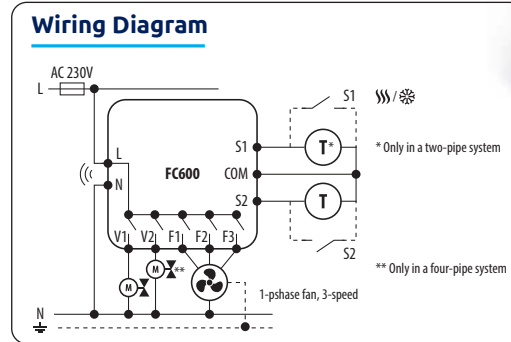 Wiring Diagram
AC 230V
L
S1
/
L
S1
T*
* Only in a two-pipe system
N
FC600
COM
S2
T
V1 V2 F1 F2 F3
S2
M
**
** Only in a four-pipe system
M
1-pshase fan, 3-speed
N